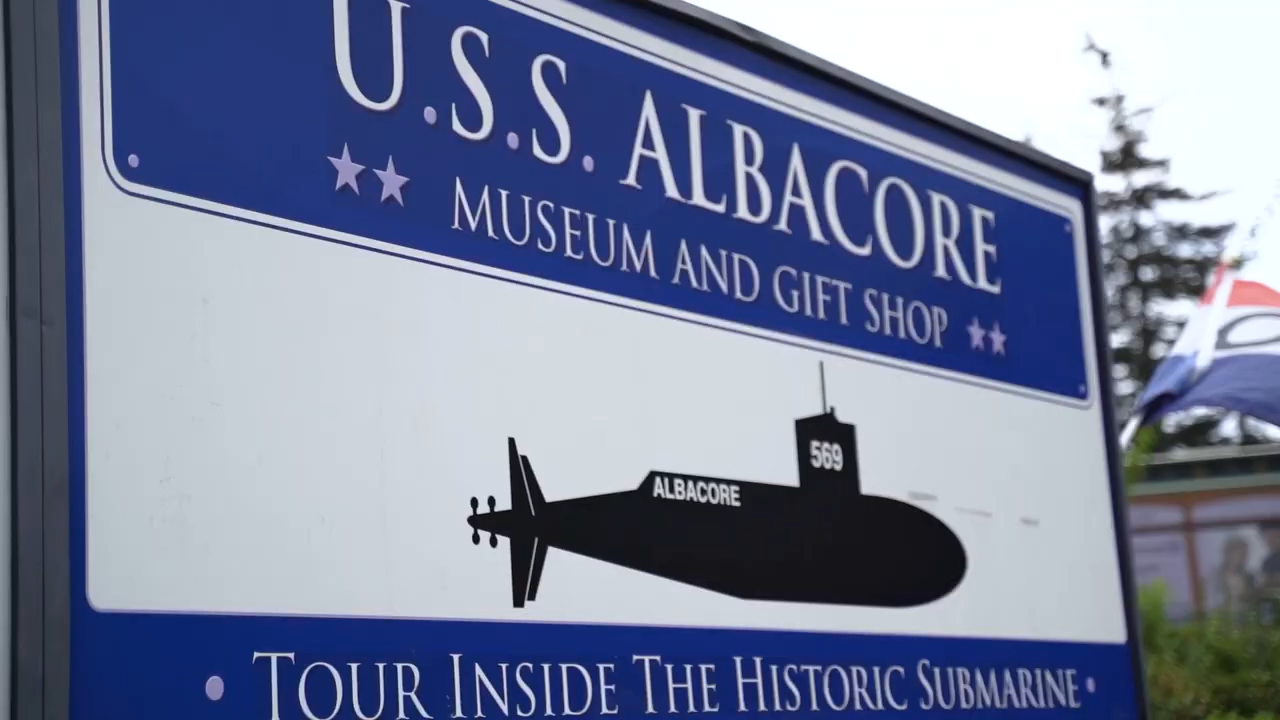 U.S.S. ALBACORE
MUSEUM AND GIFT SHOP
569
ALBACORE
TOUR INSIDE THE HISTORIC SUBMARINE